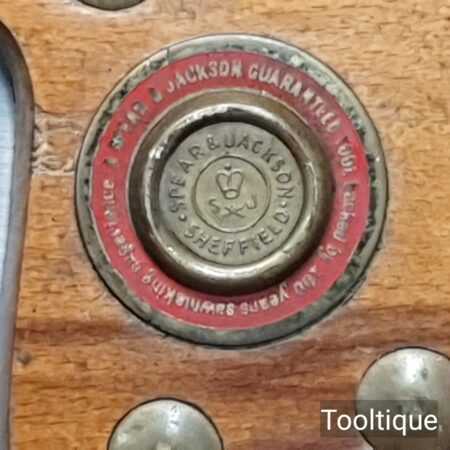 A SPEAR & JACKSON GUARANTEED TOOL backed by 200 years sawmaking experience
SPEAR & JACKSON
S J
SHEFFIELD
Tooltique